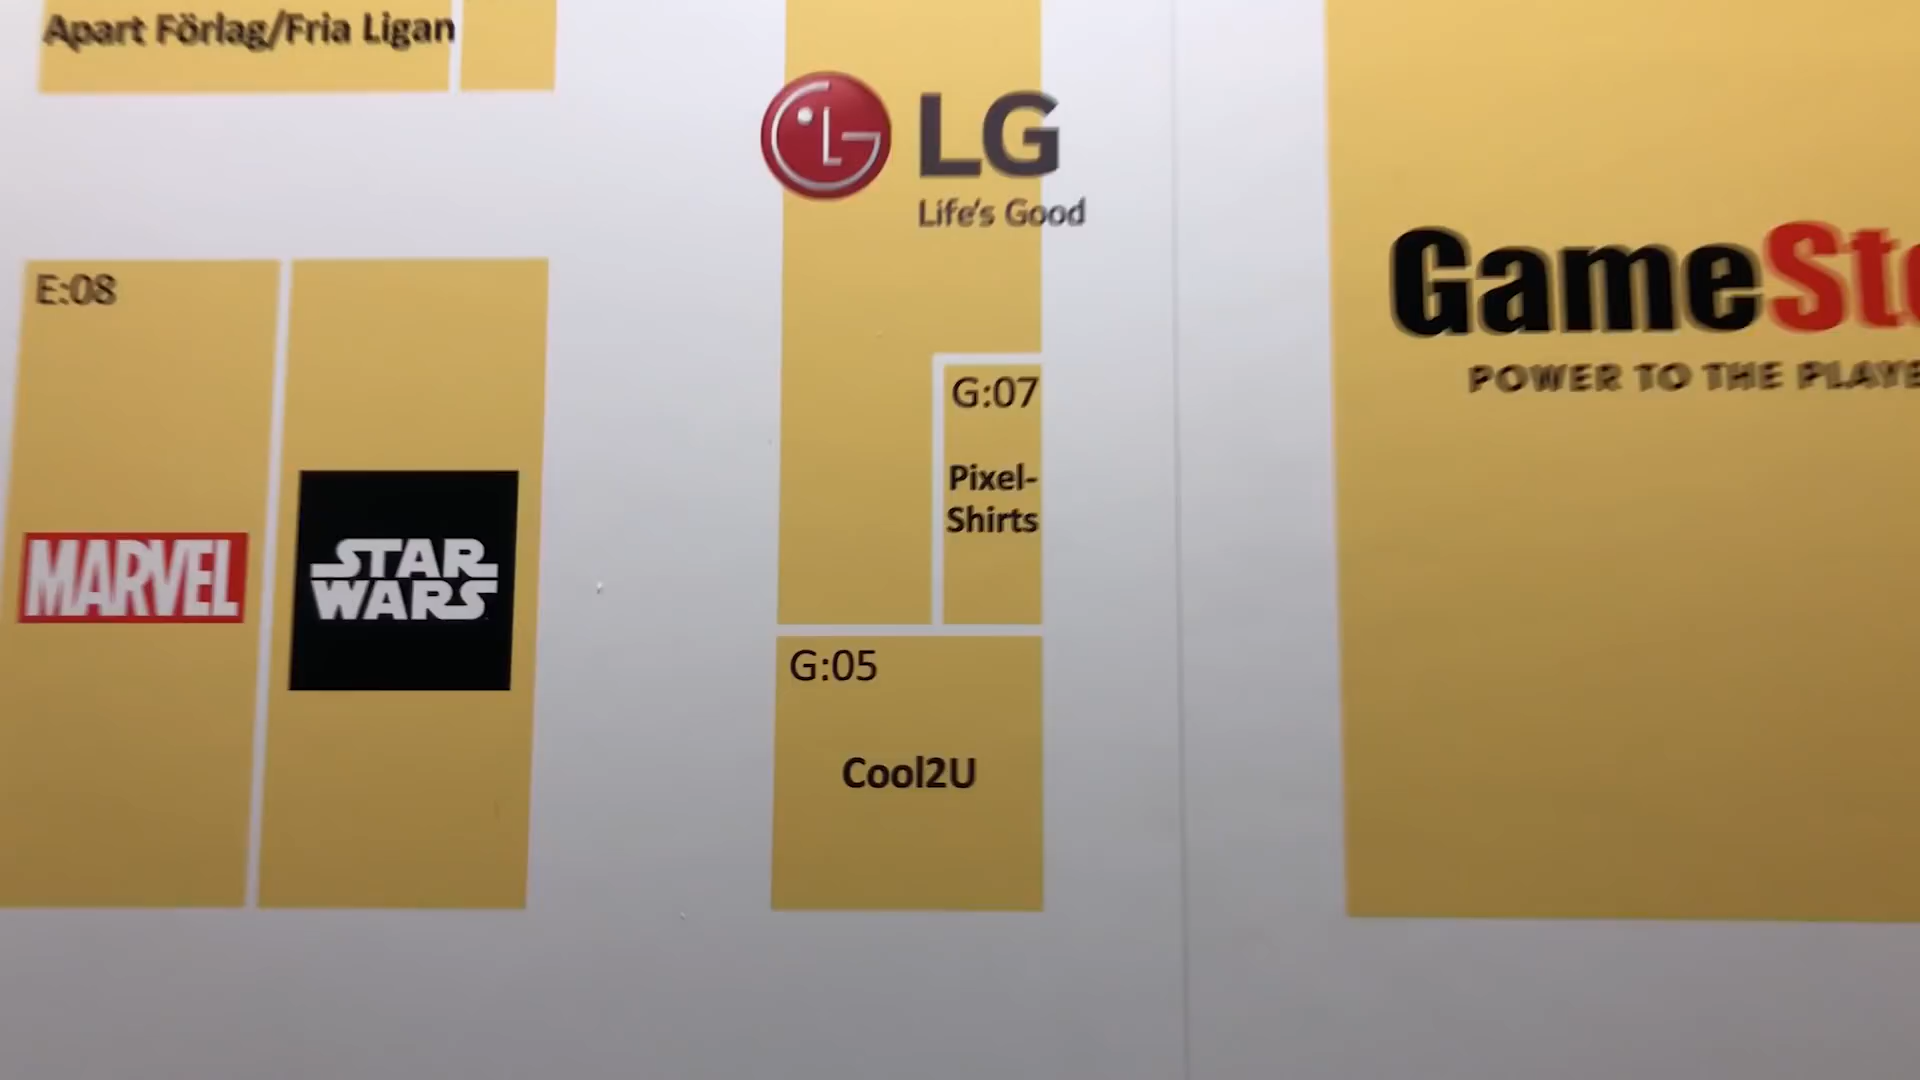 Apart Förlag/Fria Ligan
LG
Life's Good
E:08
MARVEL
STAR
WARS
G:07
Pixel-
Shirts
G:05
Cool2U
GameSto
POWER TO THE PLAYE